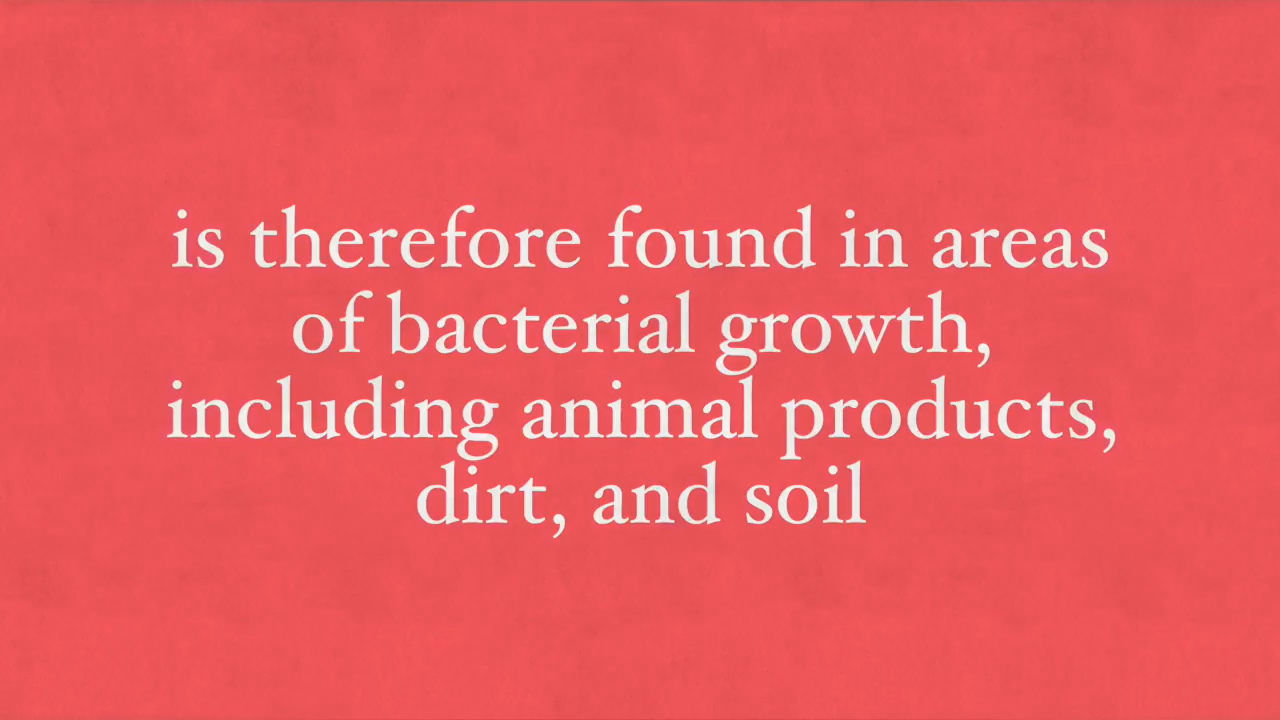 is therefore found in areas
of bacterial growth,
including animal products,
dirt, and soil